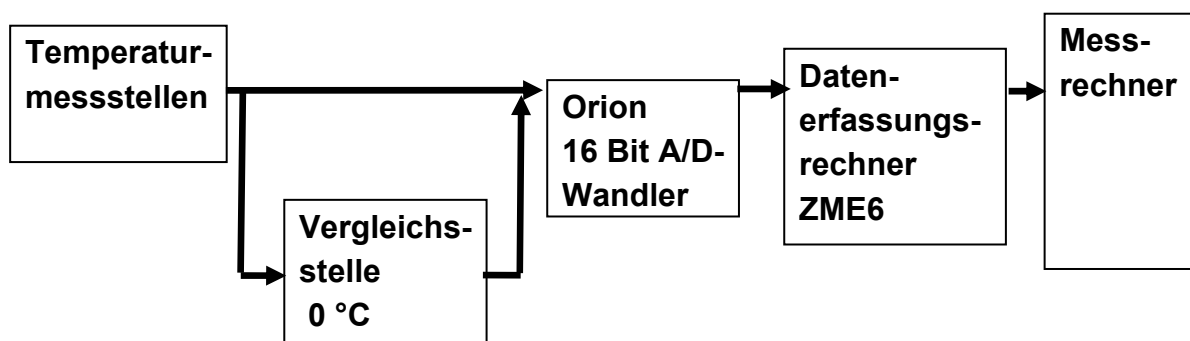 Temperatur-
messstellen
Vergleichs-
stelle
0 °C
Orion
16 Bit A/D-
Wandler
Daten-
erfassungs-
rechner
ZME6
Mess-
rechner